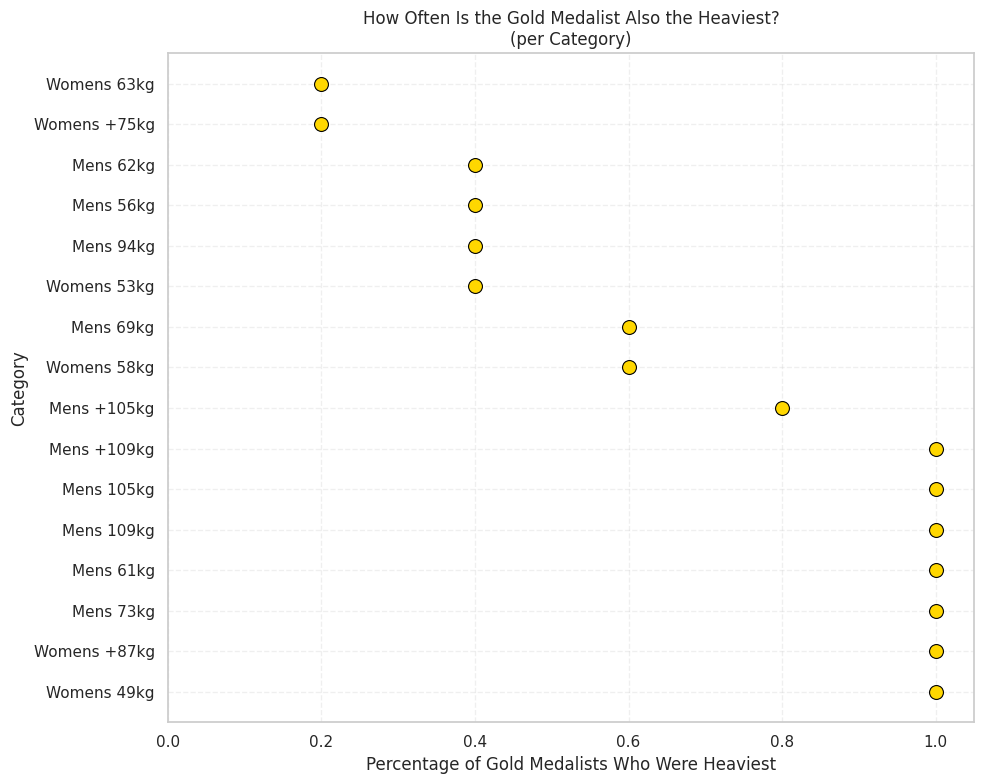 How Often Is the Gold Medalist Also the Heaviest?
(per Category)
Womens 63kg
Womens +75kg
Mens 62kg
Mens 56kg
Mens 94kg
Womens 53kg
Mens 69kg
Womens 58kg
Mens +105kg
Mens +109kg
Mens 105kg
Mens 109kg
Mens 61kg
Mens 73kg
Womens +87kg
Womens 49kg
Category
0.0 0.2 0.4 0.6 0.8 1.0
Percentage of Gold Medalists Who Were Heaviest